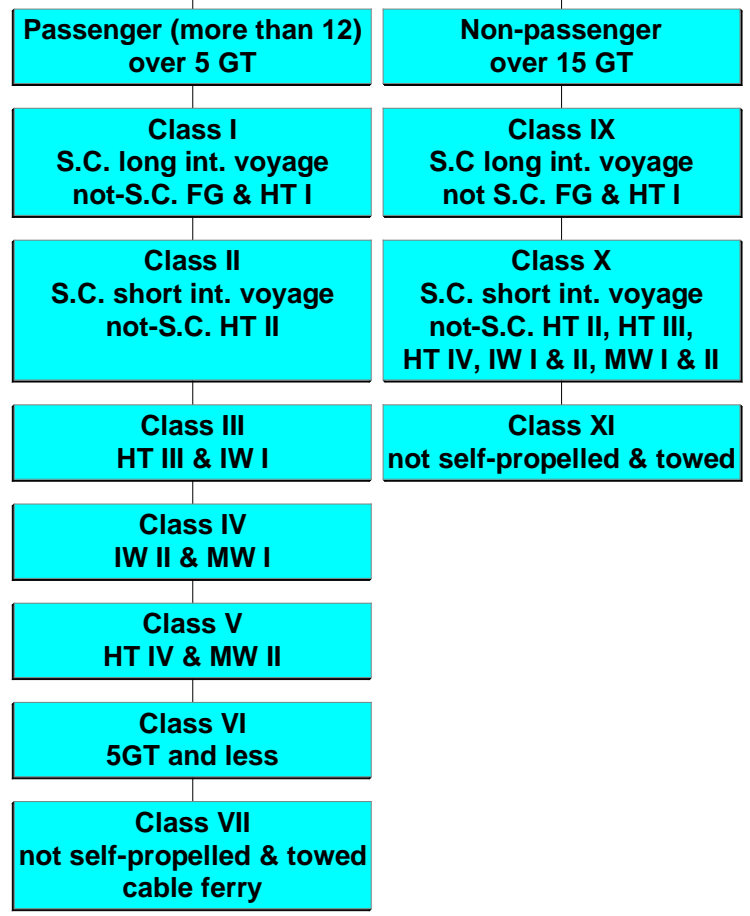 Passenger (more than 12)
over 5 GT
Class I
S.C. long int. voyage
not-S.C. FG & HT I
Class II
S.C. short int. voyage
not-S.C. HT II
Class III
HT III & IW I
Class IV
IW II & MW I
Class V
HT IV & MW II
Class VI
5GT and less
Class VII
not self-propelled & towed
cable ferry
Non-passenger
over 15 GT
Class IX
S.C long int. voyage
not S.C. FG & HT I
Class X
S.C. short int. voyage
not-S.C. HT II, HT III,
HT IV, IW I & II, MW I & II
Class XI
not self-propelled & towed